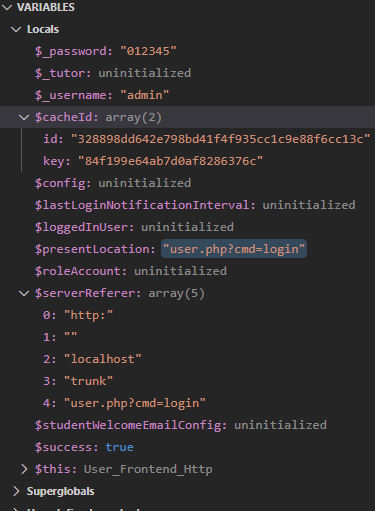 VARIABLES
Locals
$_password: "012345"
$_tutor: uninitialized
$_username: "admin"
$cacheId: array(2)
id: "328898dd642e798bd41f4f935cc1c9e88f6cc13c"
key: "84f199e64ab7d0af8286376c"
$config: uninitialized
$lastLoginNotificationInterval: uninitialized
$loggedInUser: uninitialized
$presentLocation: "user.php?cmd=login"
$roleAccount: uninitialized
$serverReferer: array(5)
0: "http:"
1: ""
2: "localhost"
3: "trunk"
4: "user.php?cmd=login"
$studentWelcomeEmailConfig: uninitialized
$success: true
$this: User_Frontend_Http
Superglobals